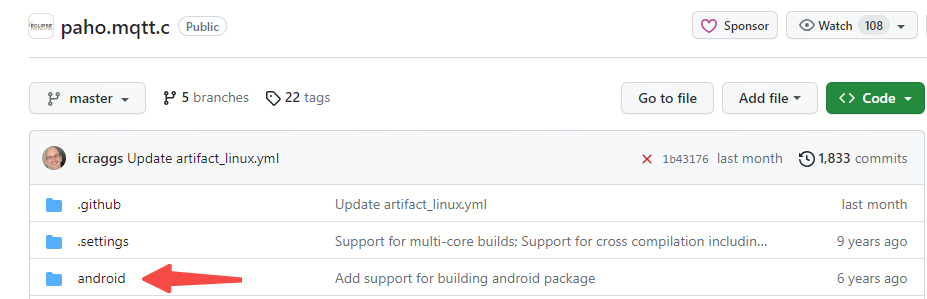 ECLIPSE
paho.mqtt.c Public Sponsor Watch 108
master 5 branches 22 tags Go to file Add file Code
icraggs Update artifact_linux.yml 1b43176 last month 1,833 commits
.github Update artifact_linux.yml last month
.settings Support for multi-core builds; Support for cross compilation includin… 9 years ago
android Add support for building android package 6 years ago